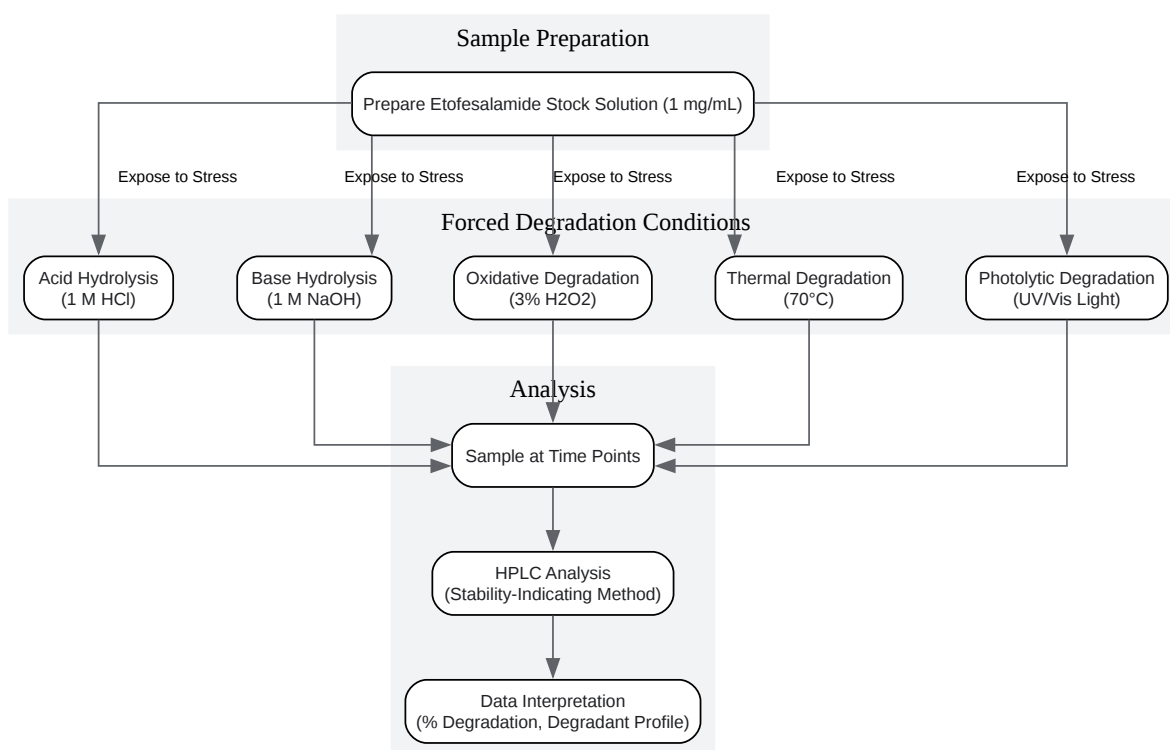 Sample Preparation
Prepare Etofesalamide Stock Solution (1 mg/mL)
Expose to Stress
Expose to Stress
Expose to Stress
Expose to Stress
Expose to Stress
Forced Degradation Conditions
Acid Hydrolysis
(1 M HCl)
Base Hydrolysis
(1 M NaOH)
Oxidative Degradation
(3% H2O2)
Thermal Degradation
(70°C)
Photolytic Degradation
(UV/Vis Light)
Analysis
Sample at Time Points
HPLC Analysis
(Stability-Indicating Method)
Data Interpretation
(% Degradation, Degradant Profile)